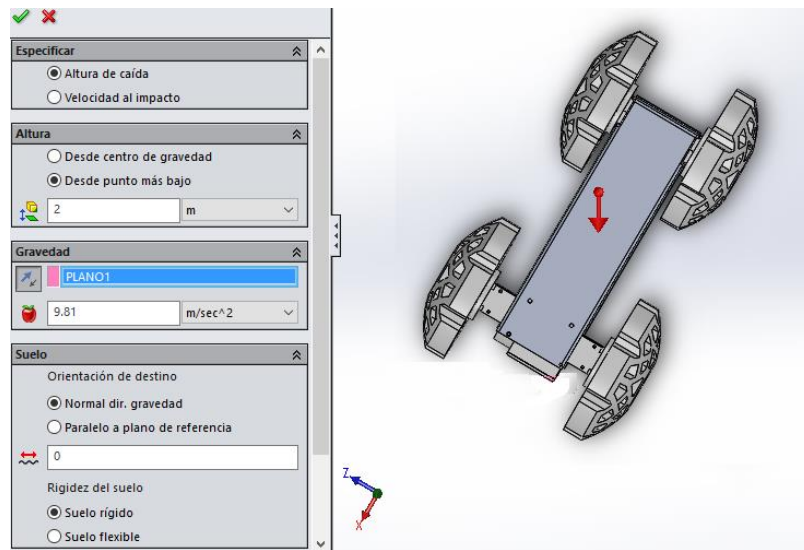 Especificar
Altura de caída
Velocidad al impacto
Altura
Desde centro de gravedad
Desde punto más bajo
2 m
Gravedad
PLANO1
9.81 m/sec^2
Suelo
Orientación de destino
Normal dir. gravedad
Paralelo a plano de referencia
0
Rigidez del suelo
Suelo rígido
Suelo flexible
Z
X